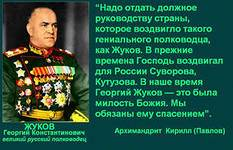 "Надо отдать должное
руководству страны,
которое воздвигло такого
гениального полководца,
как Жуков. В прежние
времена Господь воздвигал
для России Суворова,
Кутузова. В наше время
Георгий Жуков — это была
милость Божия. Мы
обязаны ему спасением".
Архимандрит Кирилл (Павлов)
ЖУКОВ
Георгий Константинович
великий русский полководец